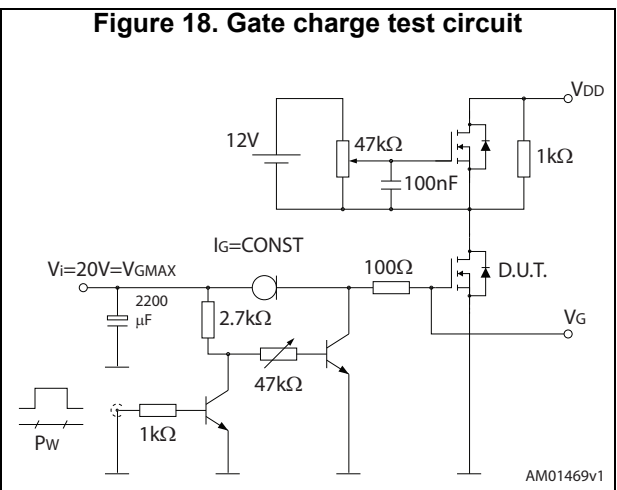 Figure 18. Gate charge test circuit
VDD
12V
47kΩ
1kΩ
100nF
IG=CONST
Vi=20V=VGMAX
100Ω
D.U.T.
2200
μF
2.7kΩ
VG
47kΩ
1kΩ
PW
AM01469v1